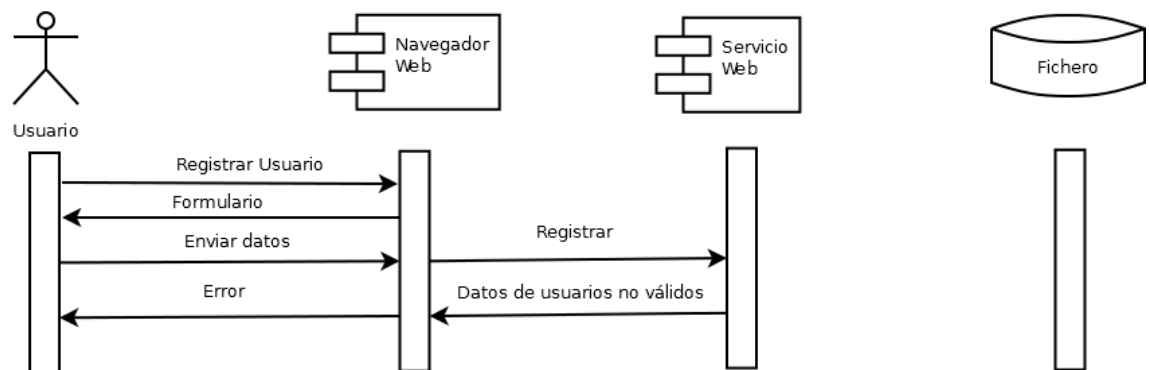 Navegador
Web
Servicio
Web
Fichero
Usuario
Registrar Usuario
Formulario
Enviar datos
Registrar
Error
Datos de usuarios no válidos